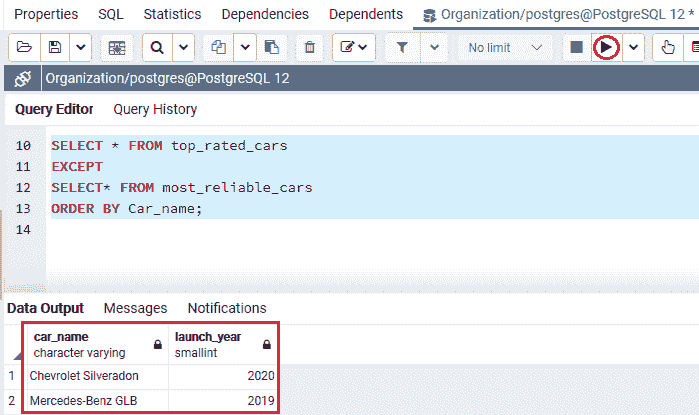 Properties SQL Statistics Dependencies Dependents Organization/postgres@PostgreSQL 12 *
No limit
Organization/postgres@PostgreSQL 12
Query Editor Query History
10 SELECT * FROM top_rated_cars
11 EXCEPT
12 SELECT* FROM most_reliable_cars
13 ORDER BY Car_name;
14
Data Output Messages Notifications
car_name launch_year
character varying smallint
1 Chevrolet Silveradon 2020
2 Mercedes-Benz GLB 2019